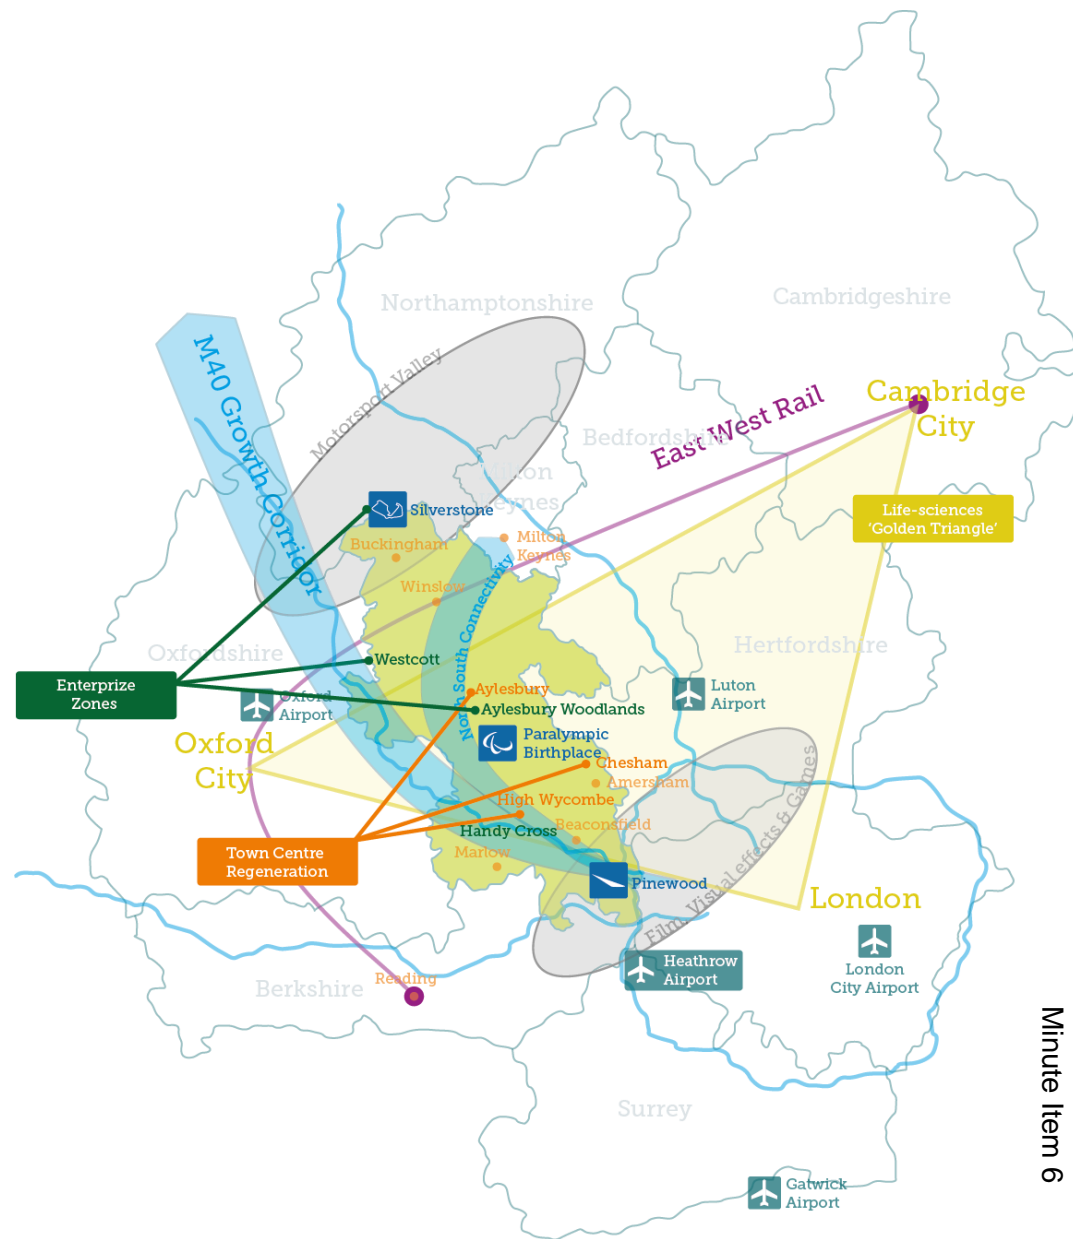 Northamptonshire
Cambridgeshire
M40 Growth Corridor
Motorsport Valley
Cambridge
City
East West Rail
Bedfordshire
Milton
Keynes
Silverstone
Life-sciences
‘Golden Triangle’
Buckingham
Milton
Keynes
Winslow
North South Connectivity
Oxfordshire
Hertfordshire
Westcott
Enterprize
Zones
Oxford
Airport
Aylesbury
Luton
Airport
Aylesbury Woodlands
Oxford
City
Paralympic
Birthplace
Chesham
Amersham
High Wycombe
Handy Cross
Beaconsfield
Town Centre
Regeneration
Marlow
Pinewood
Film, Visual effects & Games
London
Heathrow
Airport
London
City Airport
Reading
Berkshire
Surrey
Gatwick
Airport
Minute Item 6